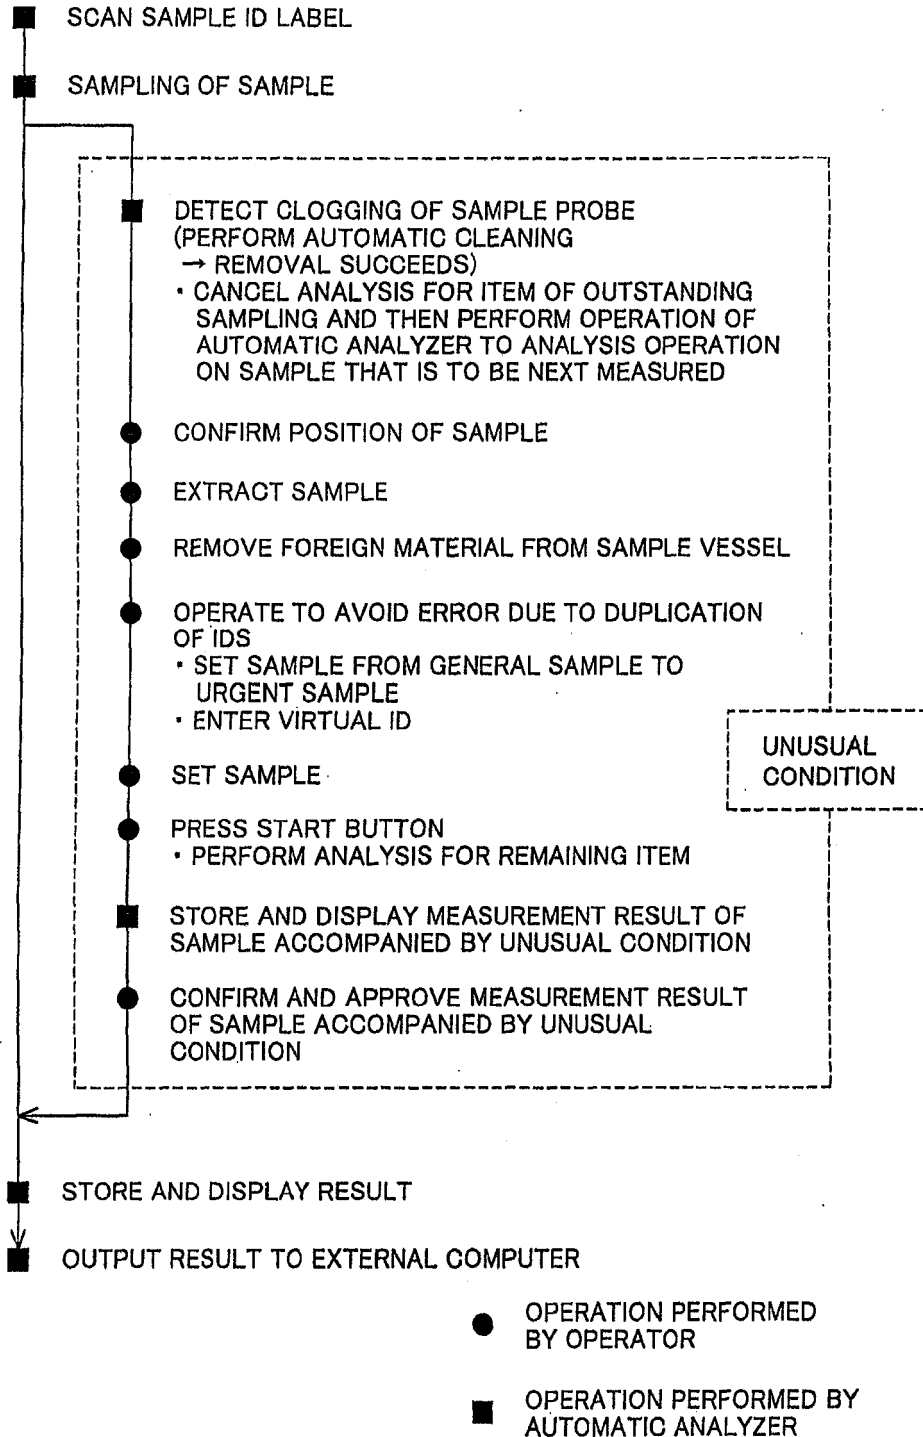 SCAN SAMPLE ID LABEL
SAMPLING OF SAMPLE
DETECT CLOGGING OF SAMPLE PROBE
(PERFORM AUTOMATIC CLEANING
→ REMOVAL SUCCEEDS)
・CANCEL ANALYSIS FOR ITEM OF OUTSTANDING
SAMPLING AND THEN PERFORM OPERATION OF
AUTOMATIC ANALYZER TO ANALYSIS OPERATION
ON SAMPLE THAT IS TO BE NEXT MEASURED
CONFIRM POSITION OF SAMPLE
EXTRACT SAMPLE
REMOVE FOREIGN MATERIAL FROM SAMPLE VESSEL
OPERATE TO AVOID ERROR DUE TO DUPLICATION
OF IDS
・SET SAMPLE FROM GENERAL SAMPLE TO
URGENT SAMPLE
・ENTER VIRTUAL ID
UNUSUAL
CONDITION
SET SAMPLE
PRESS START BUTTON
・PERFORM ANALYSIS FOR REMAINING ITEM
STORE AND DISPLAY MEASUREMENT RESULT OF
SAMPLE ACCOMPANIED BY UNUSUAL CONDITION
CONFIRM AND APPROVE MEASUREMENT RESULT
OF SAMPLE ACCOMPANIED BY UNUSUAL
CONDITION
STORE AND DISPLAY RESULT
OUTPUT RESULT TO EXTERNAL COMPUTER
OPERATION PERFORMED
BY OPERATOR
OPERATION PERFORMED BY
AUTOMATIC ANALYZER